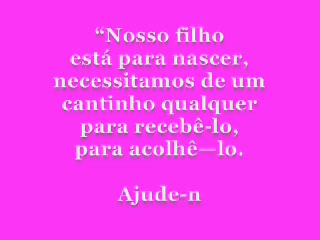 “Nosso filho
está para nascer,
necessitamos de um
cantinho qualquer
para recebê-lo,
para acolhê—lo.
Ajude-n